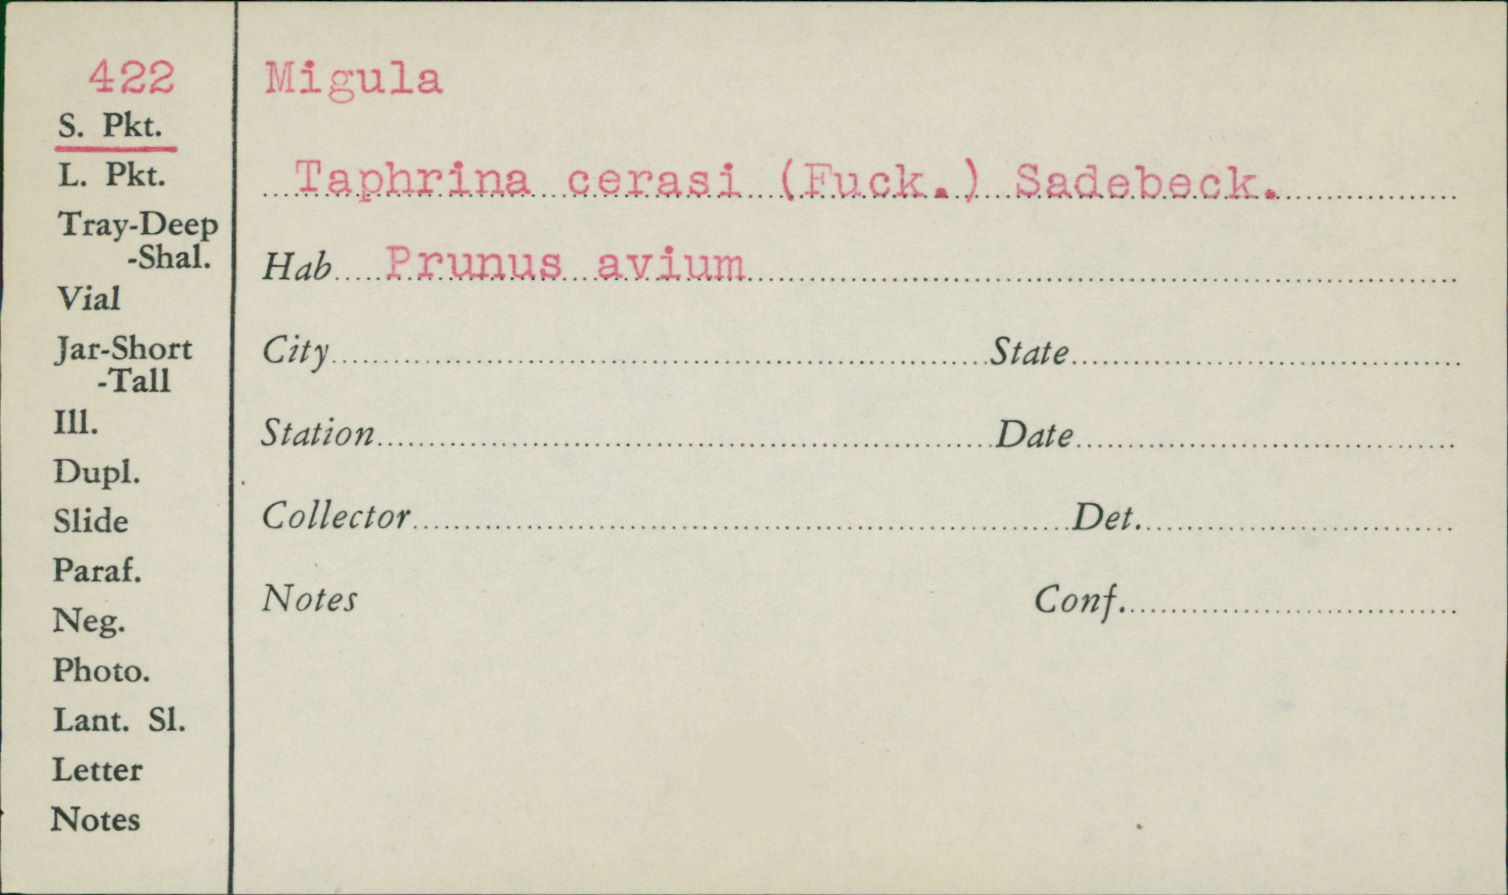 422
S. Pkt.
L. Pkt.
Tray-Deep
-Shal.
Vial
Jar-Short
-Tall
Ill.
Dupl.
Slide
Paraf.
Neg.
Photo.
Lant. Sl.
Letter
Notes
Migula
Taphrina cerasi (Fuck.) Sadebeck.
Hab Prunus avium
City State
Station Date
Collector Det.
Notes Conf.